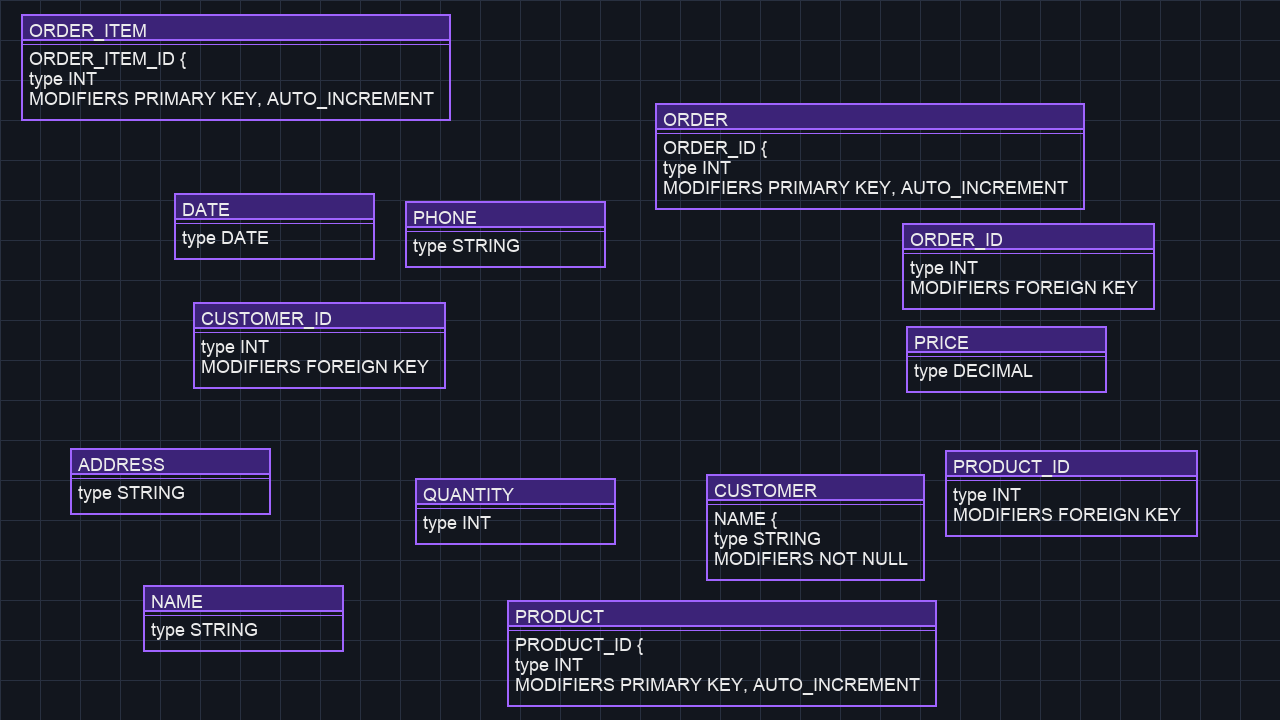 ORDER_ITEM
ORDER_ITEM_ID {
type INT
MODIFIERS PRIMARY KEY, AUTO_INCREMENT
ORDER
ORDER_ID {
type INT
MODIFIERS PRIMARY KEY, AUTO_INCREMENT
DATE
type DATE
PHONE
type STRING
ORDER_ID
type INT
MODIFIERS FOREIGN KEY
CUSTOMER_ID
type INT
MODIFIERS FOREIGN KEY
PRICE
type DECIMAL
ADDRESS
type STRING
QUANTITY
type INT
CUSTOMER
NAME {
type STRING
MODIFIERS NOT NULL
PRODUCT_ID
type INT
MODIFIERS FOREIGN KEY
NAME
type STRING
PRODUCT
PRODUCT_ID {
type INT
MODIFIERS PRIMARY KEY, AUTO_INCREMENT